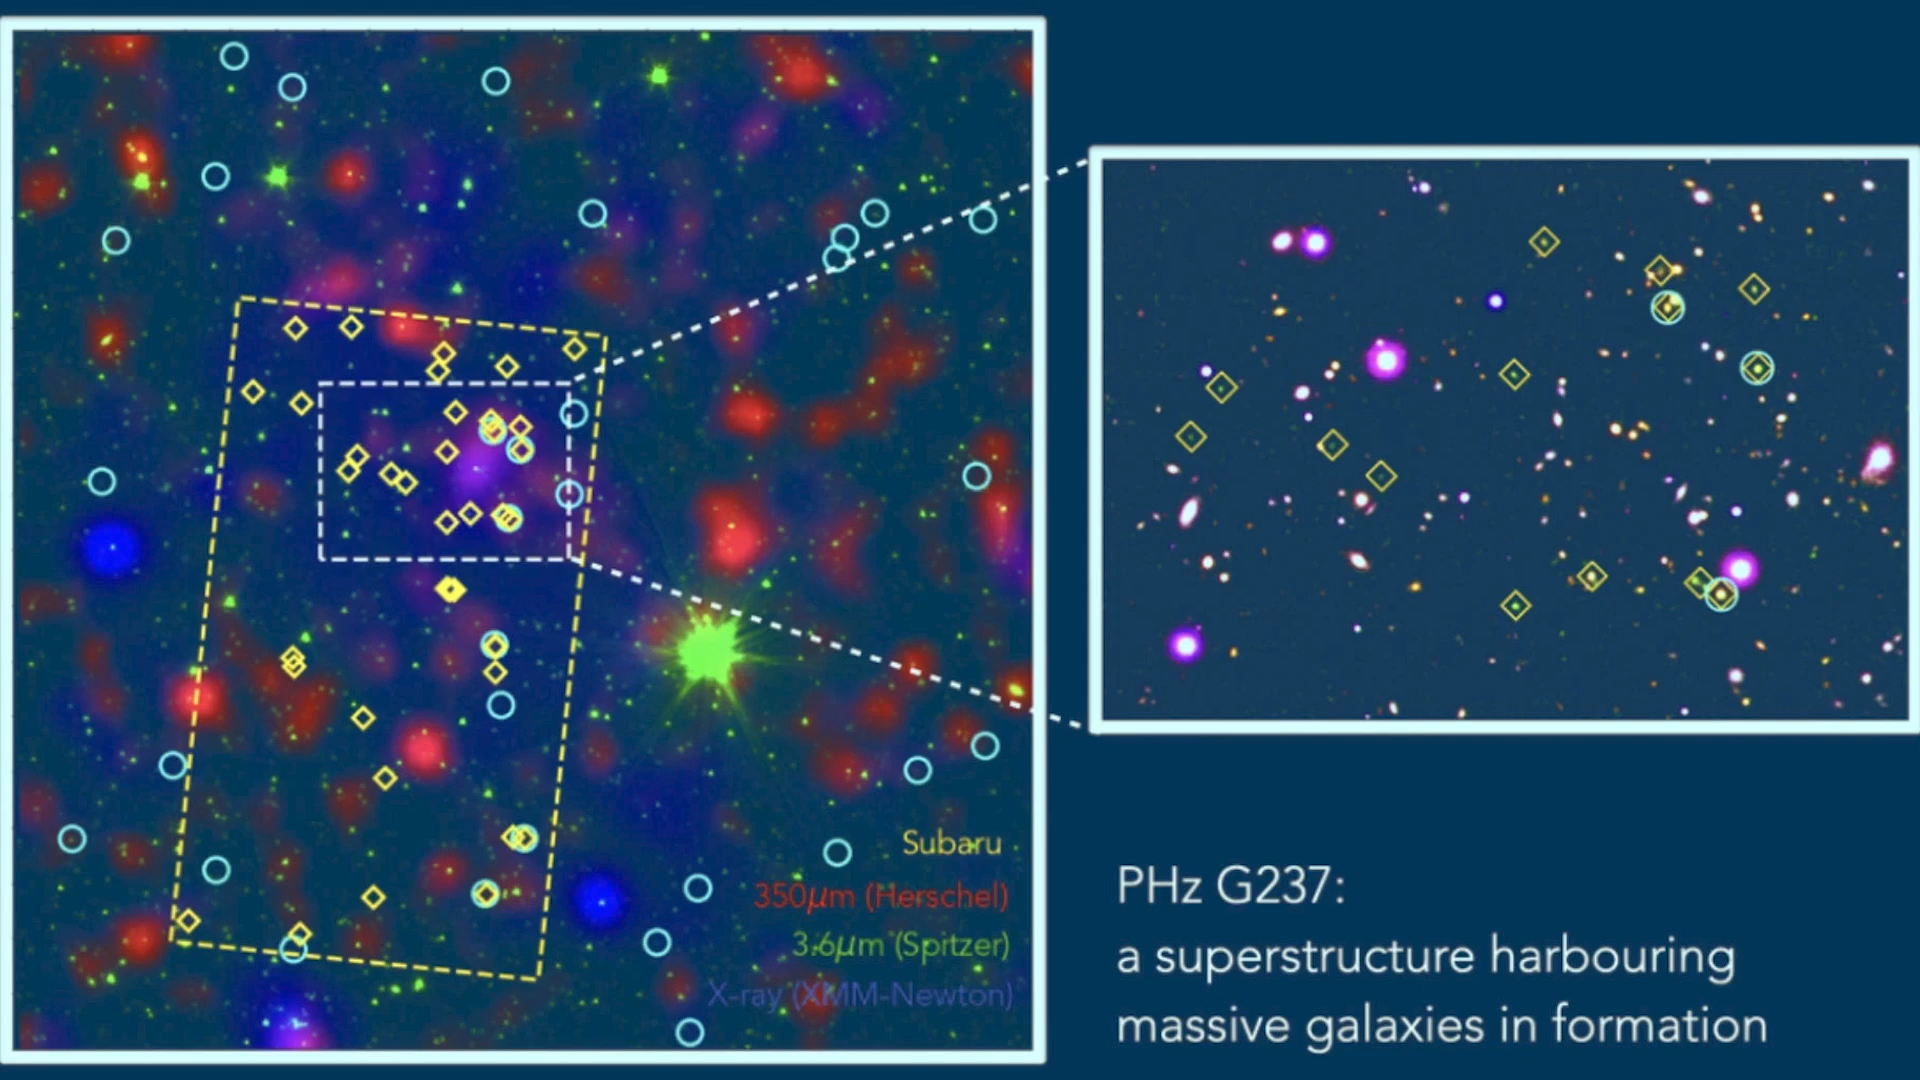 Subaru
350μm (Herschel)
3.6μm (Spitzer)
X-ray (XMM-Newton)
PHz G237:
a superstructure harbouring
massive galaxies in formation